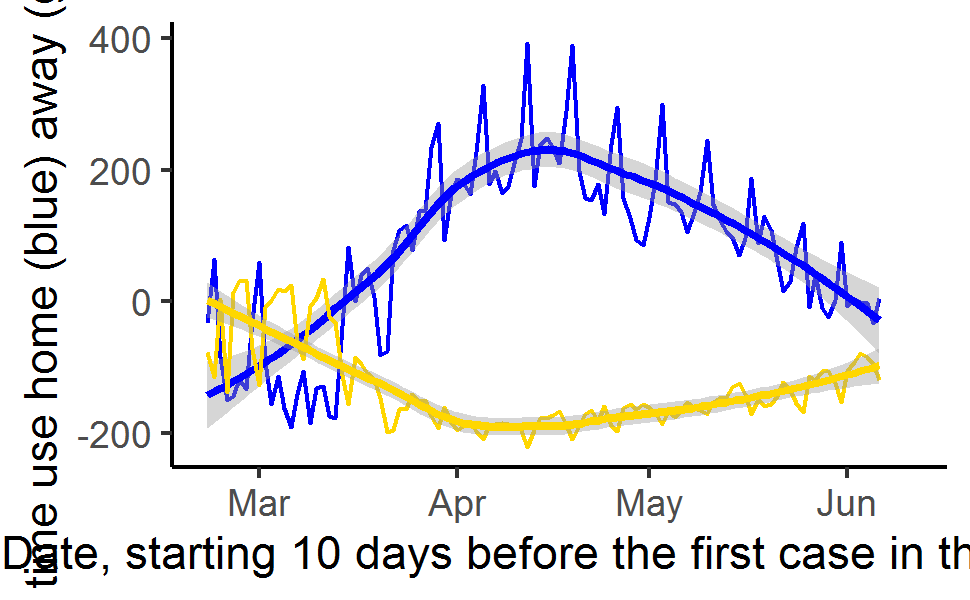 time use home (blue) away (
400
200
0
-200
Mar Apr May Jun
Date, starting 10 days before the first case in th